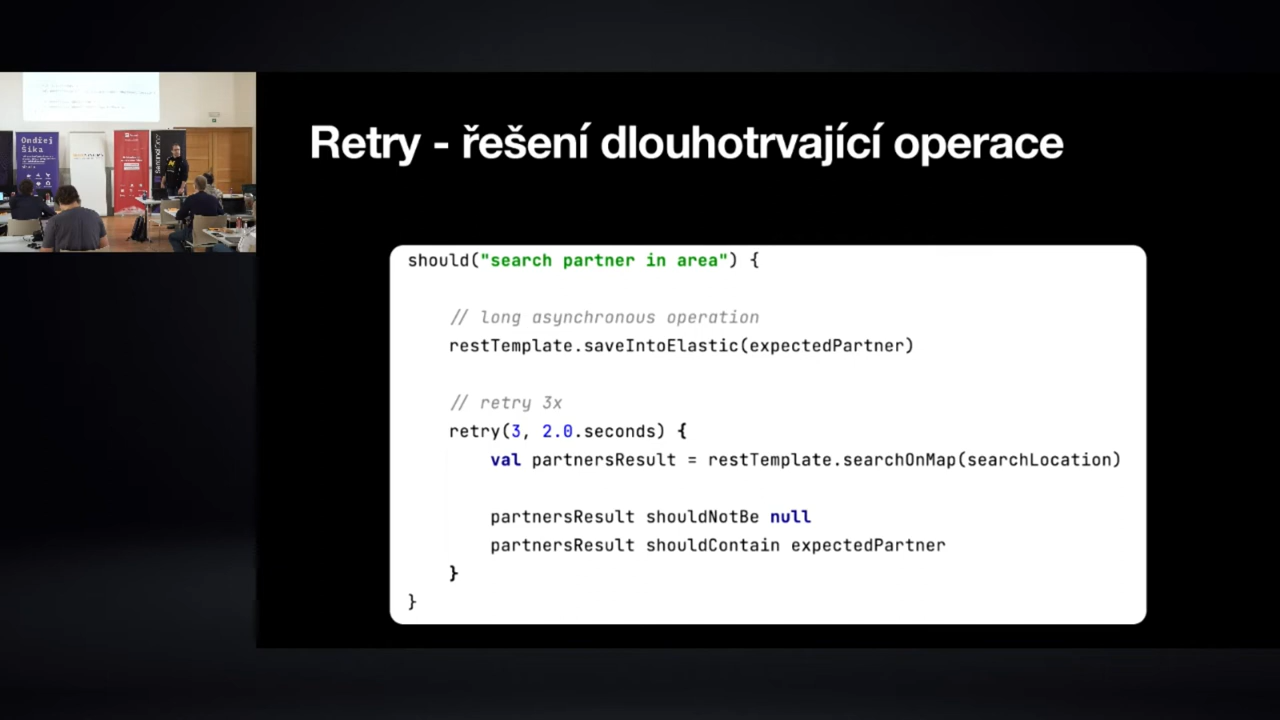 Retry - řešení dlouhotrvající operace
should("search partner in area") {
// long asynchronous operation
restTemplate.saveIntoElastic(expectedPartner)
// retry 3x
retry(3, 2.0.seconds) {
val partnersResult = restTemplate.searchOnMap(searchLocation)
partnersResult shouldNotBe null
partnersResult shouldContain expectedPartner
}
}
Ondřej
Šika